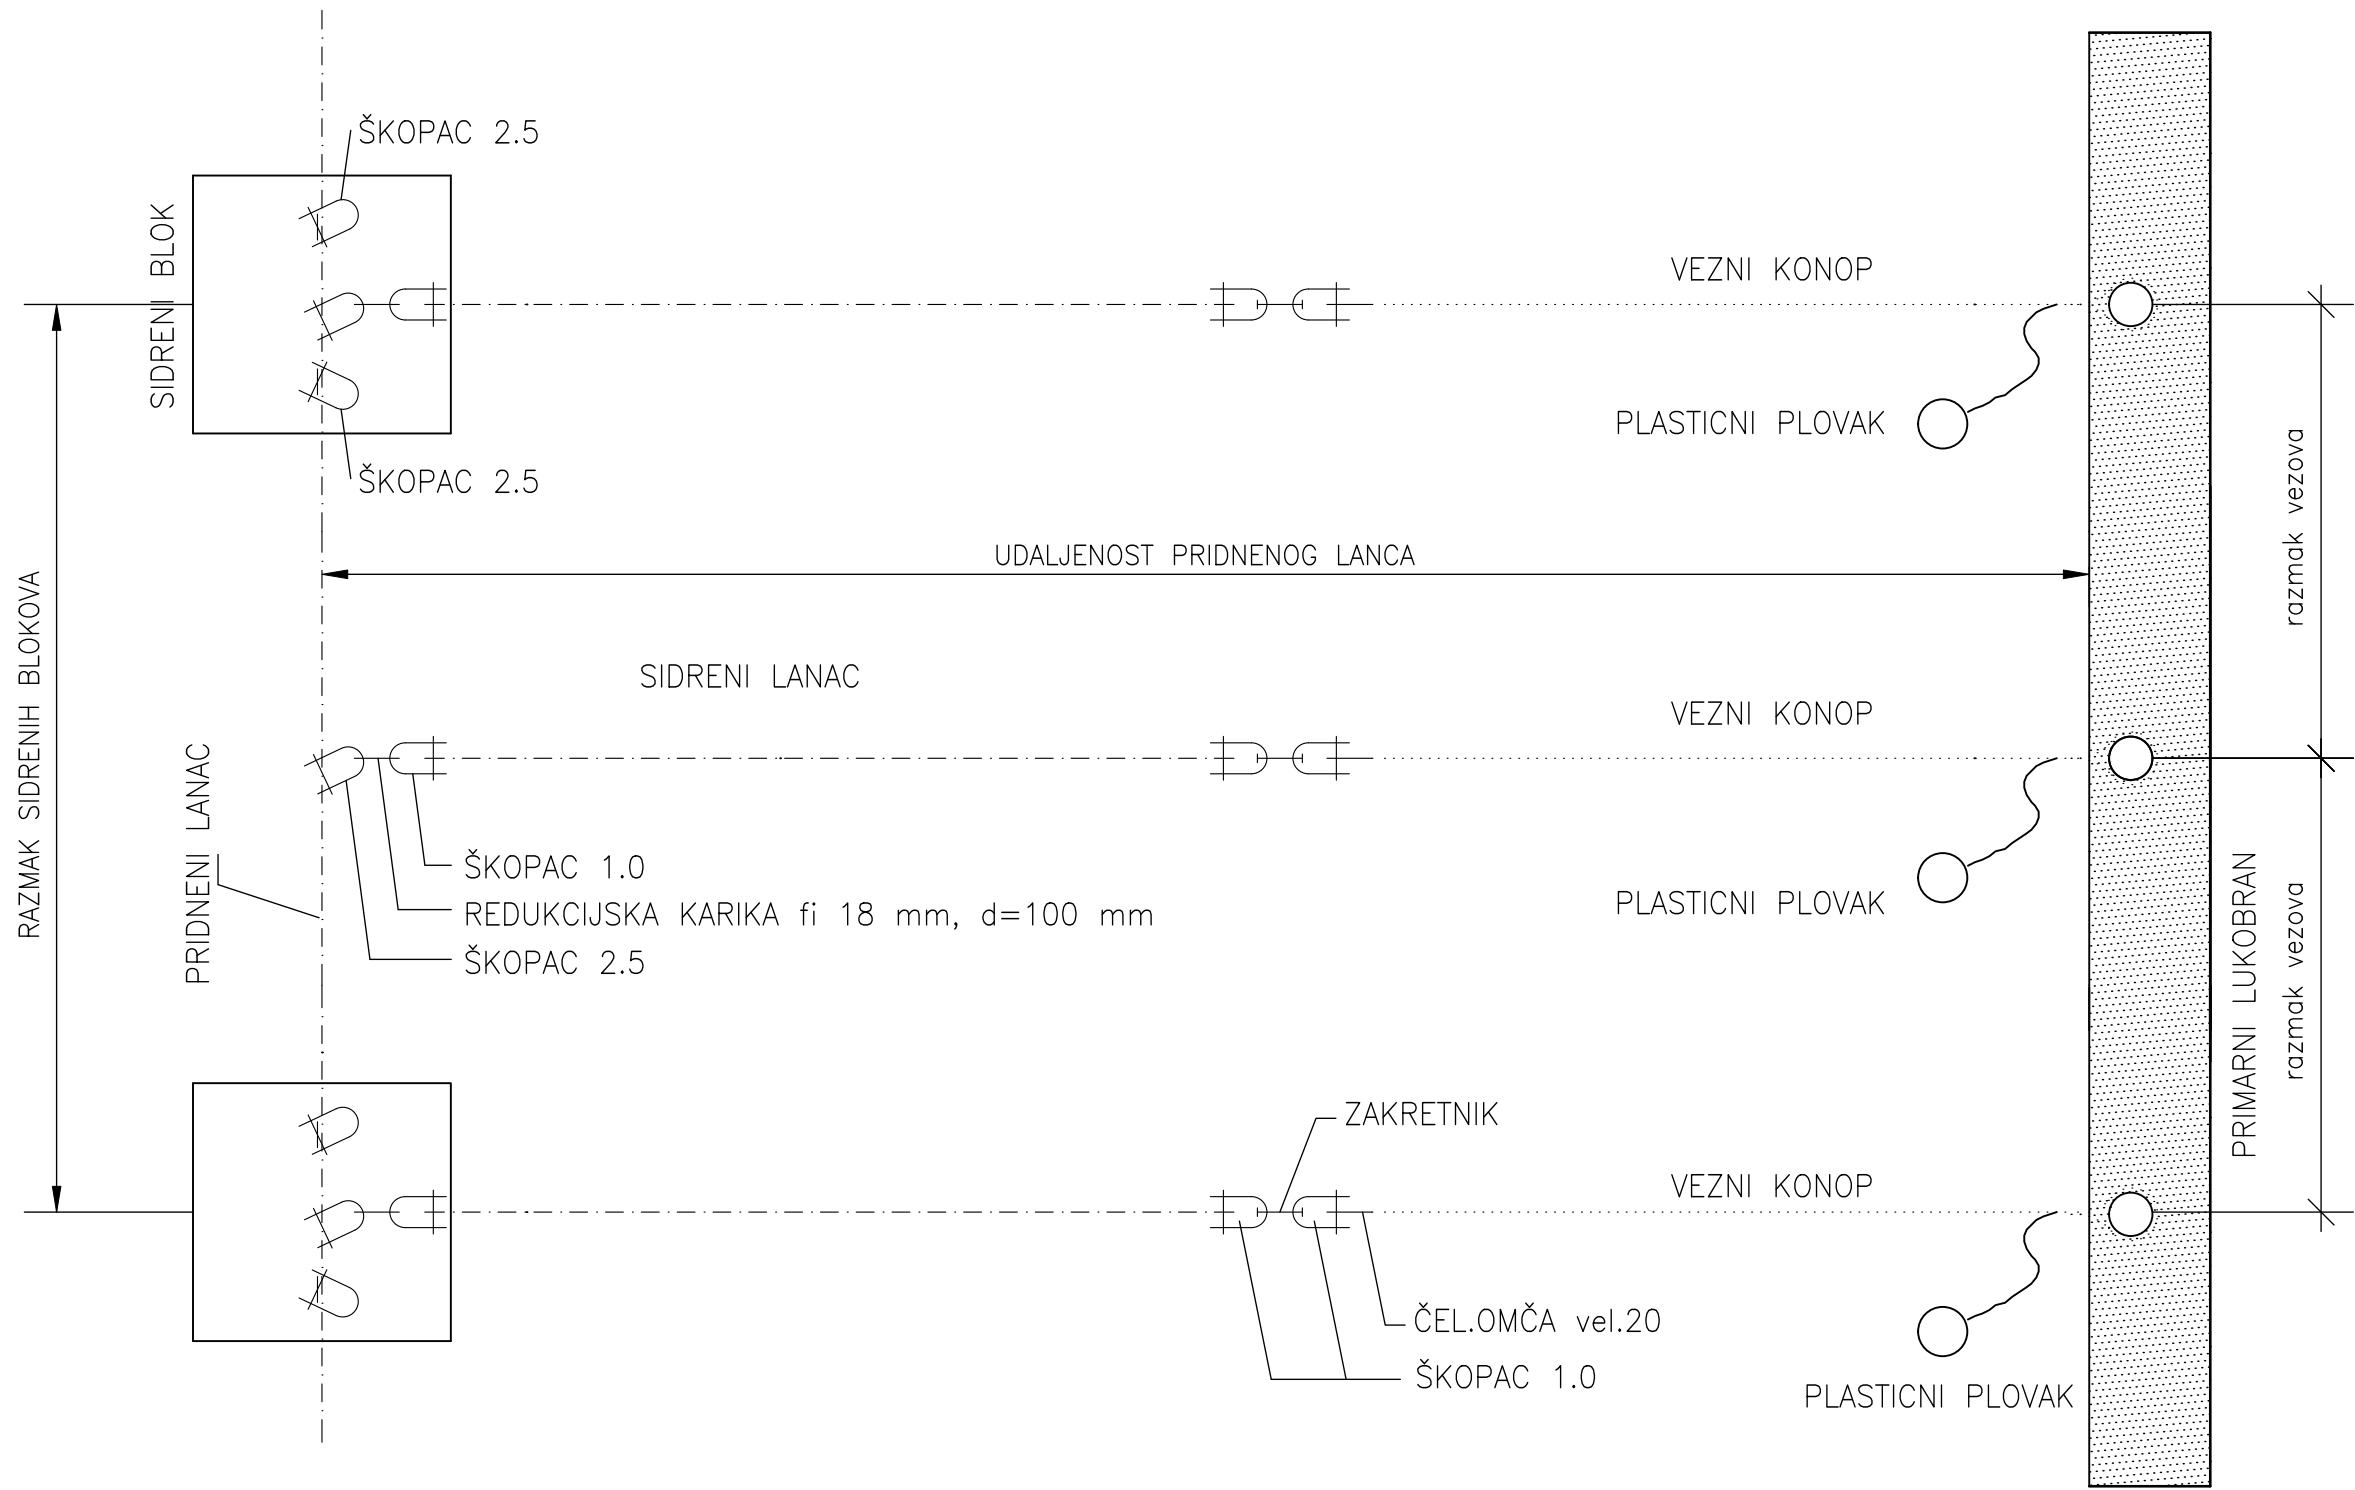 ŠKOPAC 2.5
SIDRENI BLOK
VEZNI KONOP
PLASTICNI PLOVAK
ŠKOPAC 2.5
razmak vezova
UDALJENOST PRIDNENOG LANCA
RAZMAK SIDRENIH BLOKOVA
SIDRENI LANAC
VEZNI KONOP
PRIDNENI LANAC
ŠKOPAC 1.0
REDUKCIJSKA KARIKA fi 18 mm, d=100 mm
ŠKOPAC 2.5
PLASTICNI PLOVAK
PRIMARNI LUKOBRAN
razmak vezova
ZAKRETNIK
VEZNI KONOP
ČEL.OMČA vel.20
ŠKOPAC 1.0
PLASTICNI PLOVAK